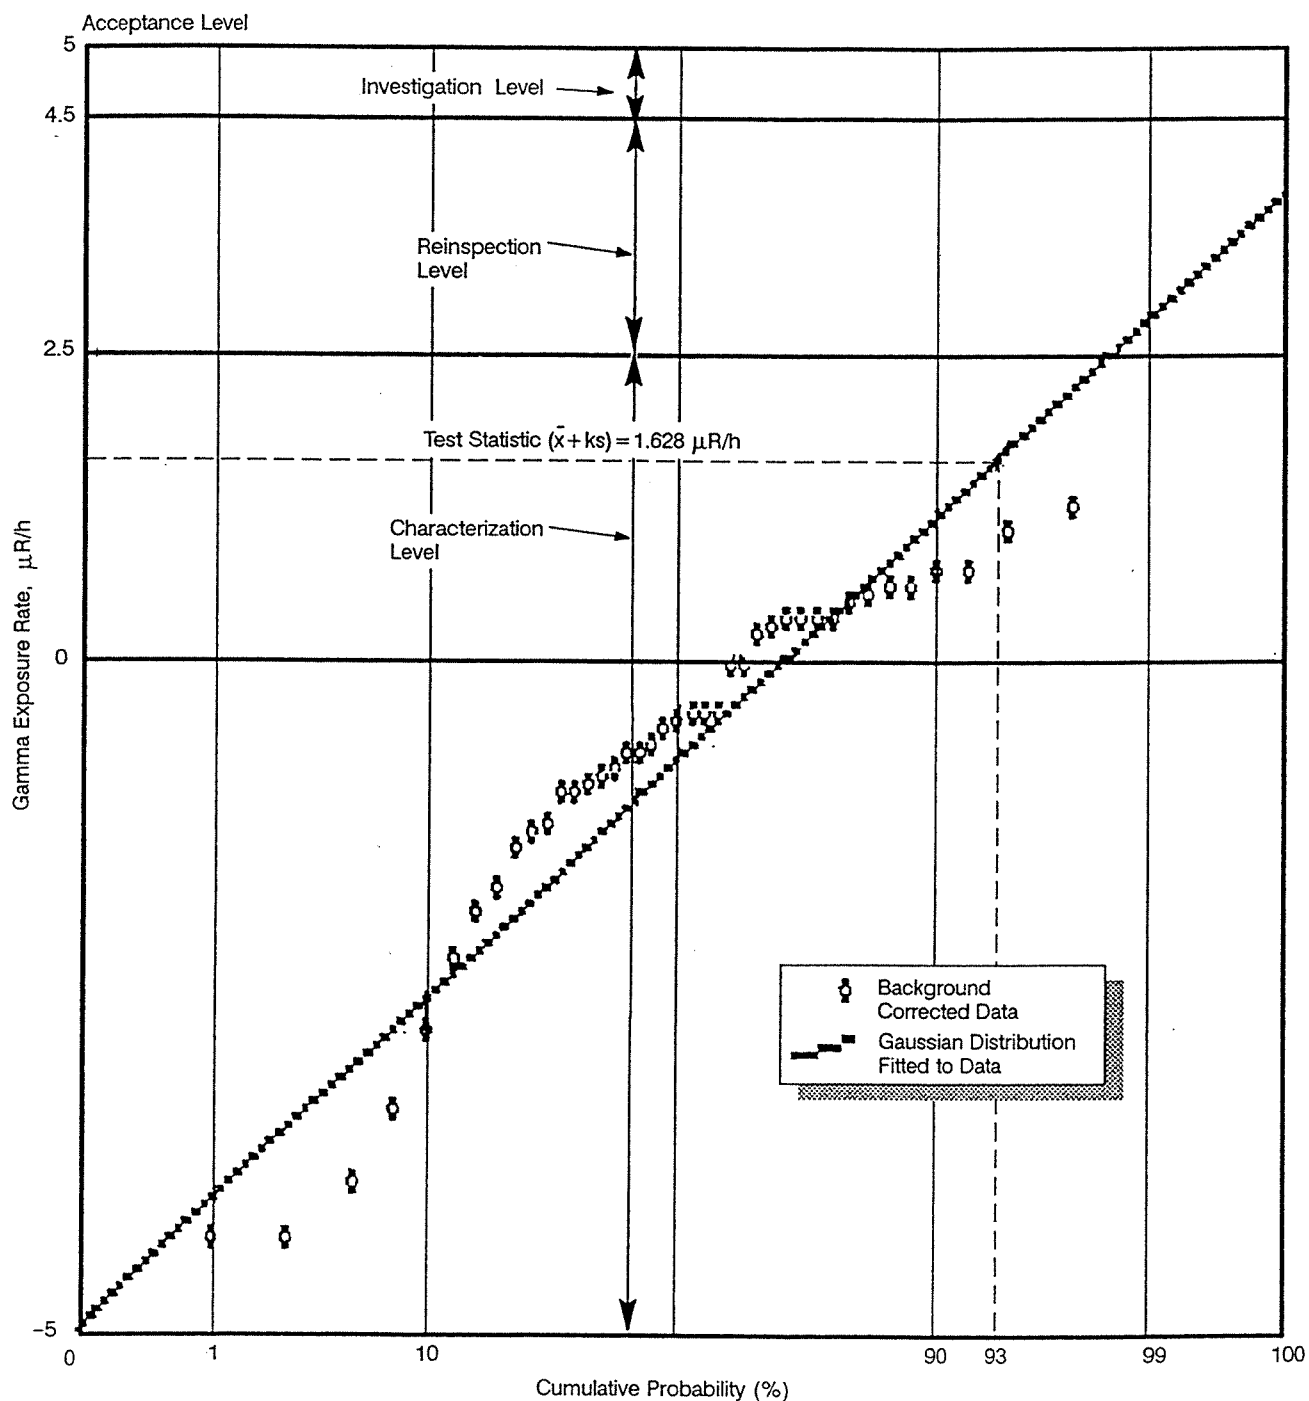 Acceptance Level
5
Investigation Level
4.5
Reinspection
Level
2.5
Test Statistic (x̄+ks)=1.628 μR/h
Characterization
Level
Gamma Exposure Rate, μR/h
0
Background
Corrected Data
Gaussian Distribution
Fitted to Data
-5
0 1 10 90 93 99 100
Cumulative Probability (%)